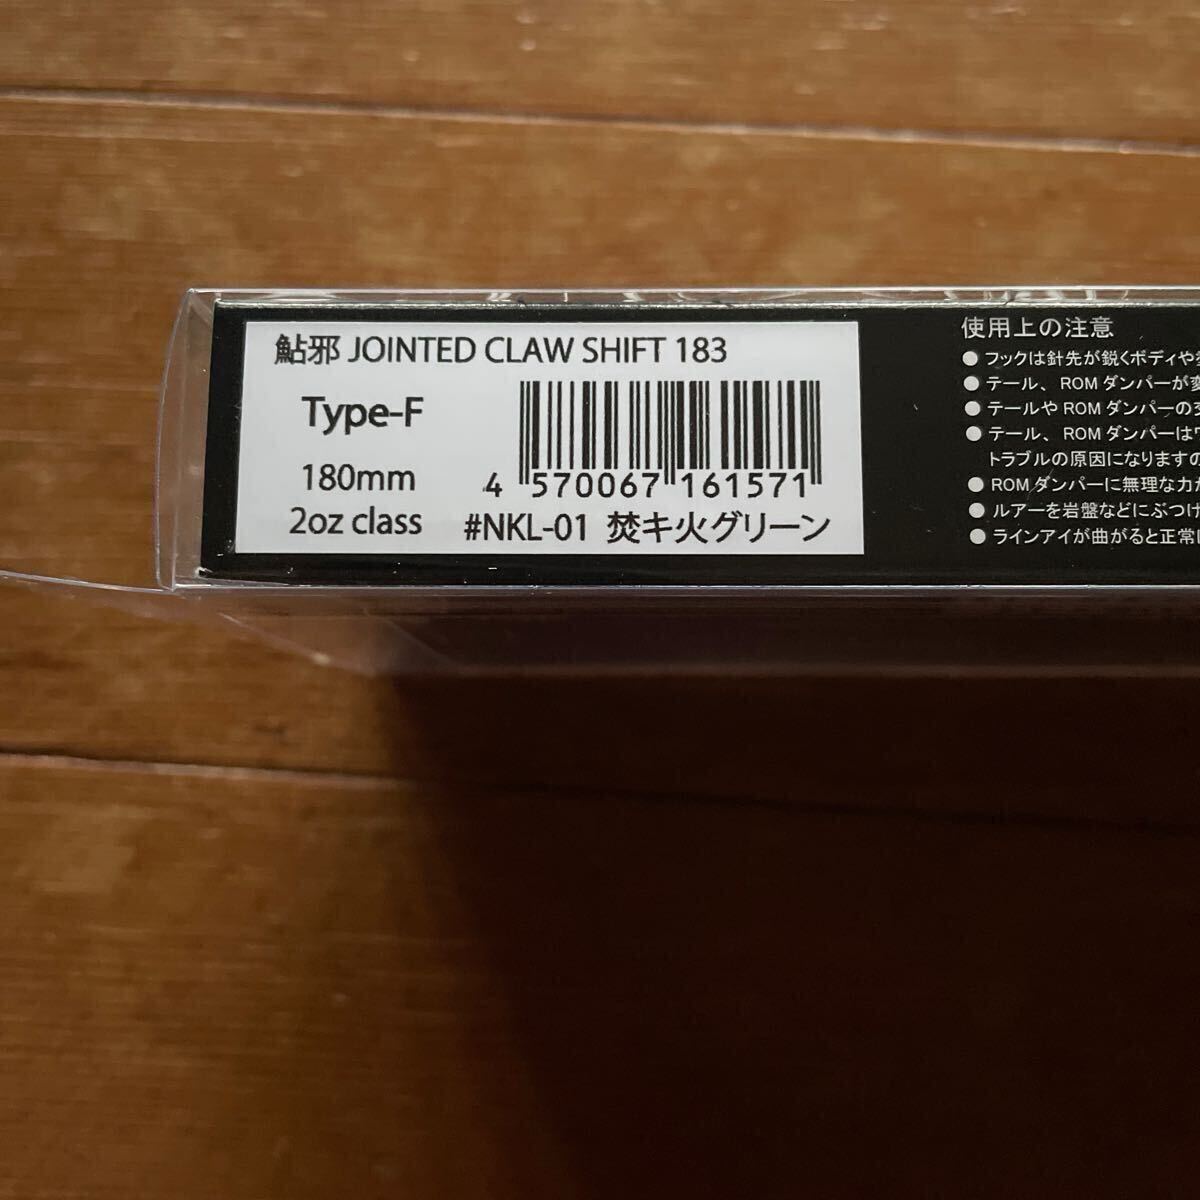 鮎邪 JOINTED CLAW SHIFT 183
Type-F
180mm
2oz class
4 570067 161571
#NKL-01 焚キ火グリーン
使用上の注意
● フックは針先が鋭くボディや
● テール、ROMダンパーが変
● テールやROMダンパーの交
● テール、ROMダンパーは
トラブルの原因になりますの
● ROMダンパーに無理な力が
● ルアーを岩盤などにぶつけ
● ラインアイが曲がると正常に